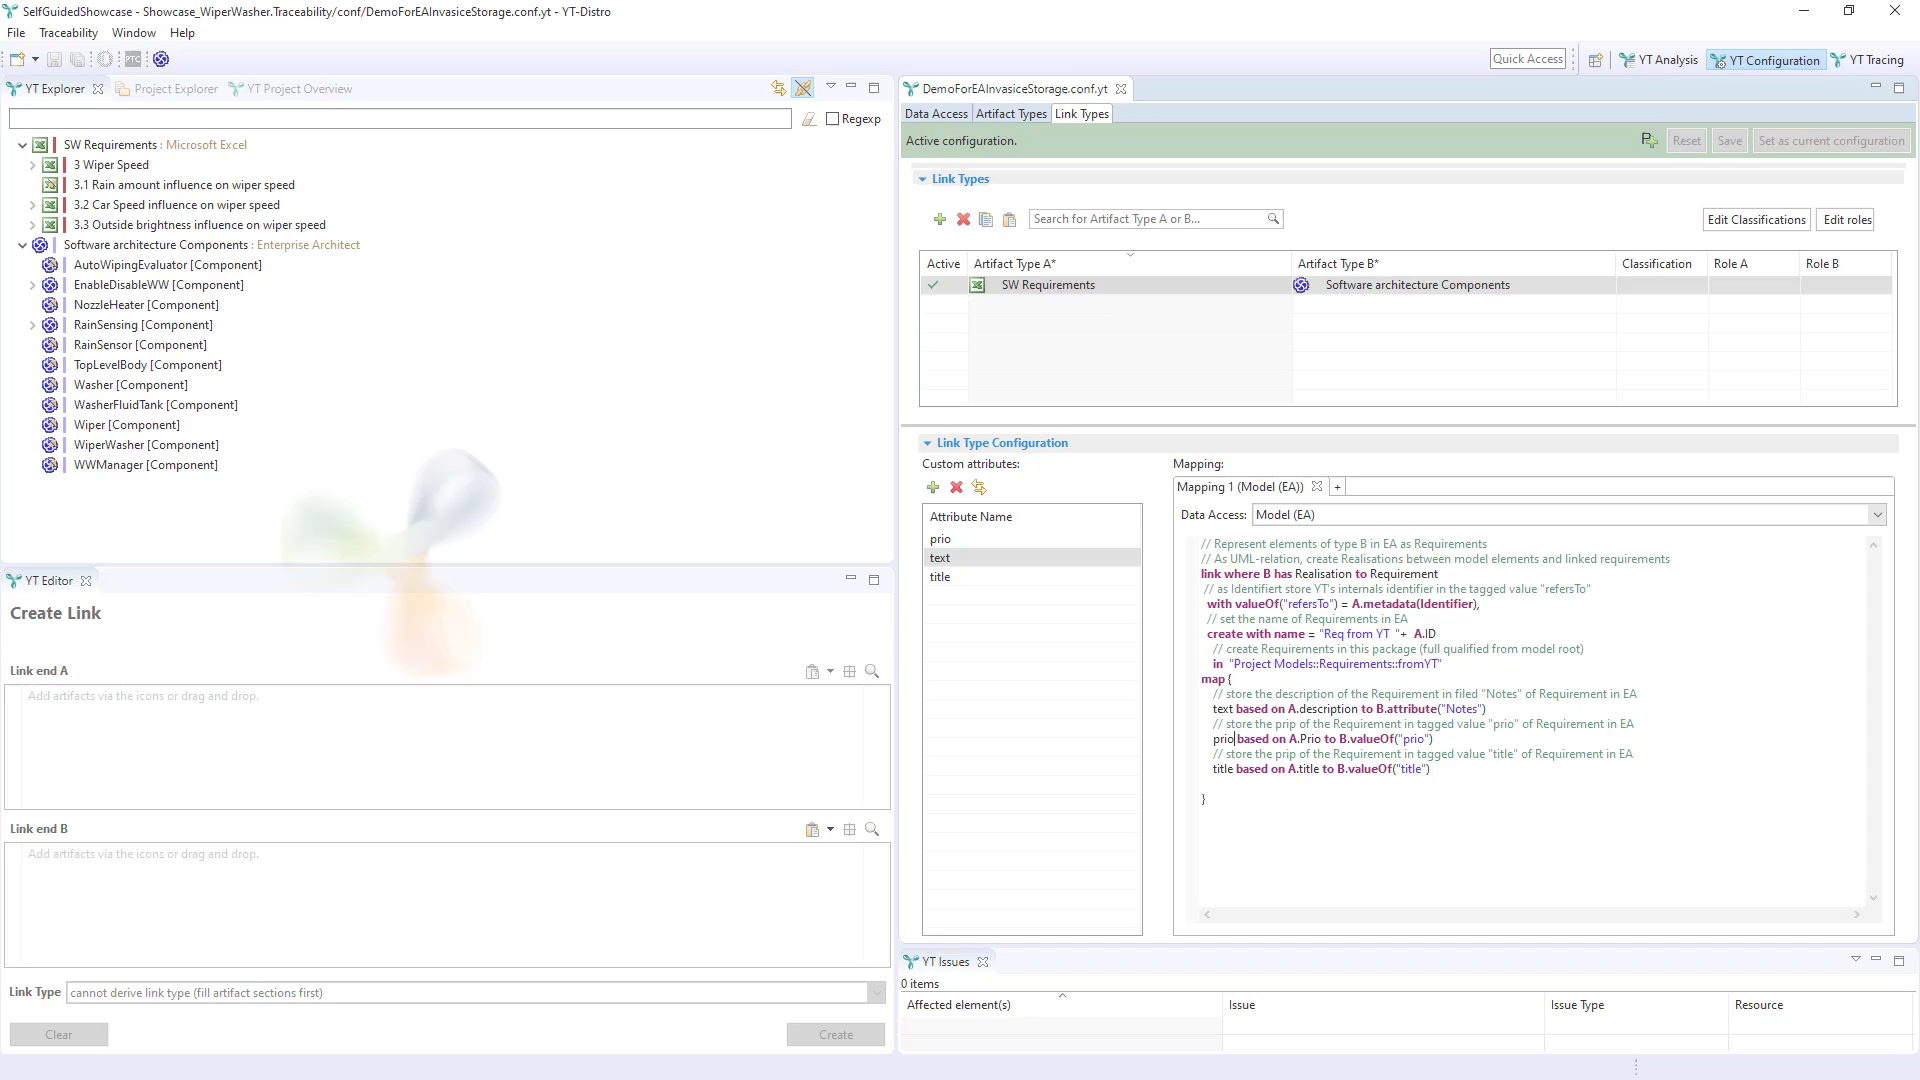 SelfGuidedShowcase - Showcase_WiperWasher.Traceability/conf/DemoForEAInvasiceStorage.conf.yt - YT-Distro
File Traceability Window Help
PTC
Quick Access
YT Analysis
YT Configuration
YT Tracing
YT Explorer
Project Explorer
YT Project Overview
Regexp
SW Requirements : Microsoft Excel
3 Wiper Speed
3.1 Rain amount influence on wiper speed
3.2 Car Speed influence on wiper speed
3.3 Outside brightness influence on wiper speed
Software architecture Components : Enterprise Architect
AutoWipingEvaluator [Component]
EnableDisableWW [Component]
NozzleHeater [Component]
RainSensing [Component]
RainSensor [Component]
TopLevelBody [Component]
Washer [Component]
WasherFluidTank [Component]
Wiper [Component]
WiperWasher [Component]
WWManager [Component]
YT Editor
Create Link
Link end A
Add artifacts via the icons or drag and drop.
Link end B
Add artifacts via the icons or drag and drop.
Link Type cannot derive link type (fill artifact sections first)
Clear
Create
DemoForEAInvasiceStorage.conf.yt
Data Access
Artifact Types
Link Types
Active configuration.
Reset
Save
Set as current configuration
Link Types
Search for Artifact Type A or B...
Edit Classifications
Edit roles
Active Artifact Type A* Artifact Type B* Classification Role A Role B
SW Requirements Software architecture Components
Link Type Configuration
Custom attributes:
Attribute Name
prio
text
title
Mapping:
Mapping 1 (Model (EA))
+
Data Access: Model (EA)
// Represent elements of type B in EA as Requirements
// As UML-relation, create Realisations between model elements and linked requirements
link where B has Realisation to Requirement
// as Identifiert store YT's internals identifier in the tagged value "refersTo"
with valueOf("refersTo") = A.metadata(Identifier),
// set the name of Requirements in EA
create with name = "Req from YT "+ A.ID
// create Requirements in this package (full qualified from model root)
in "Project Models::Requirements::fromYT"
map {
// store the description of the Requirement in filed "Notes" of Requirement in EA
text based on A.description to B.attribute("Notes")
// store the prip of the Requirement in tagged value "prio" of Requirement in EA
prio based on A.Prio to B.valueOf("prio")
// store the prip of the Requirement in tagged value "title" of Requirement in EA
title based on A.title to B.valueOf("title")
}
YT Issues
0 items
Affected element(s) Issue Issue Type Resource